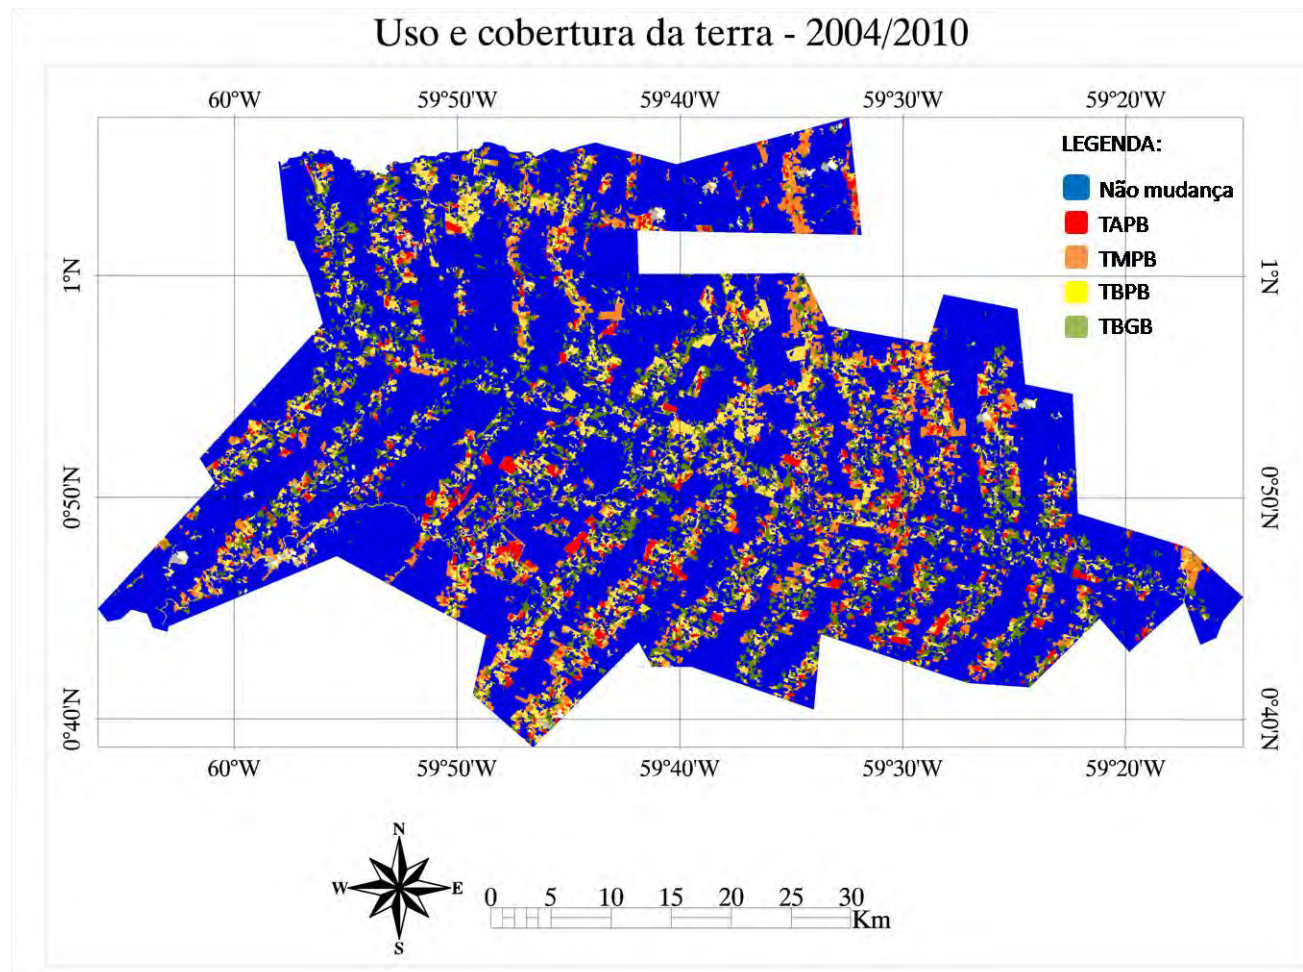 Uso e cobertura da terra - 2004/2010
60°W 59°50'W 59°40'W 59°30'W 59°20'W
LEGENDA:
Não mudança
TAPB
TMPB
TBPB
TBGB
1°N 1°N
0°50'N 0°50'N
0°40'N 0°40'N
60°W 59°50'W 59°40'W 59°30'W 59°20'W
N
W E
S
0 5 10 15 20 25 30
Km